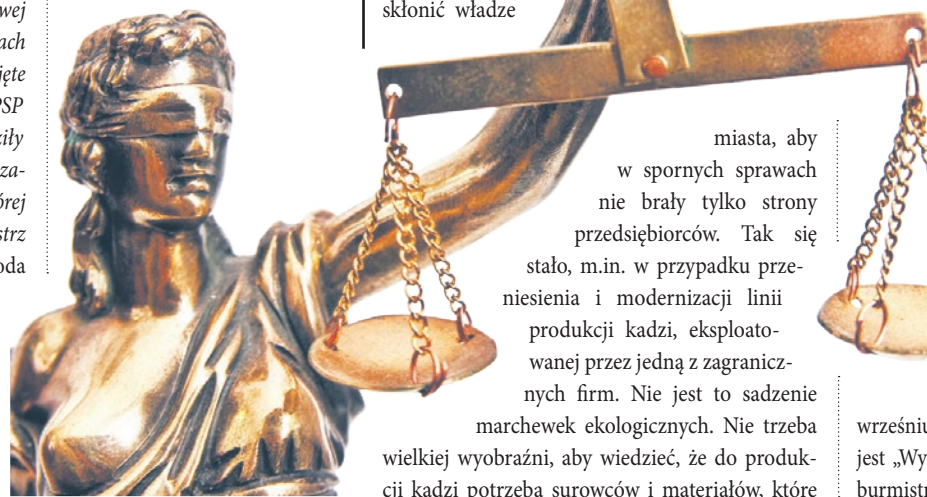 wej
ach
jęte
PSP
ziły
za-
órej
strz
oda
skłonić władze
miasta, aby
w spornych sprawach
nie brały tylko strony
przedsiębiorców. Tak się
stało, m.in. w przypadku prze-
niesienia i modernizacji linii
produkcji kadzi, eksploato-
wanej przez jedną z zagranicz-
nych firm. Nie jest to sadzenie
marchewek ekologicznych. Nie trzeba
wielkiej wyobraźni, aby wiedzieć, że do produk-
cji kadzi potrzeba surowców i materiałów, które
wrześniu
jest „Wy
burmistr